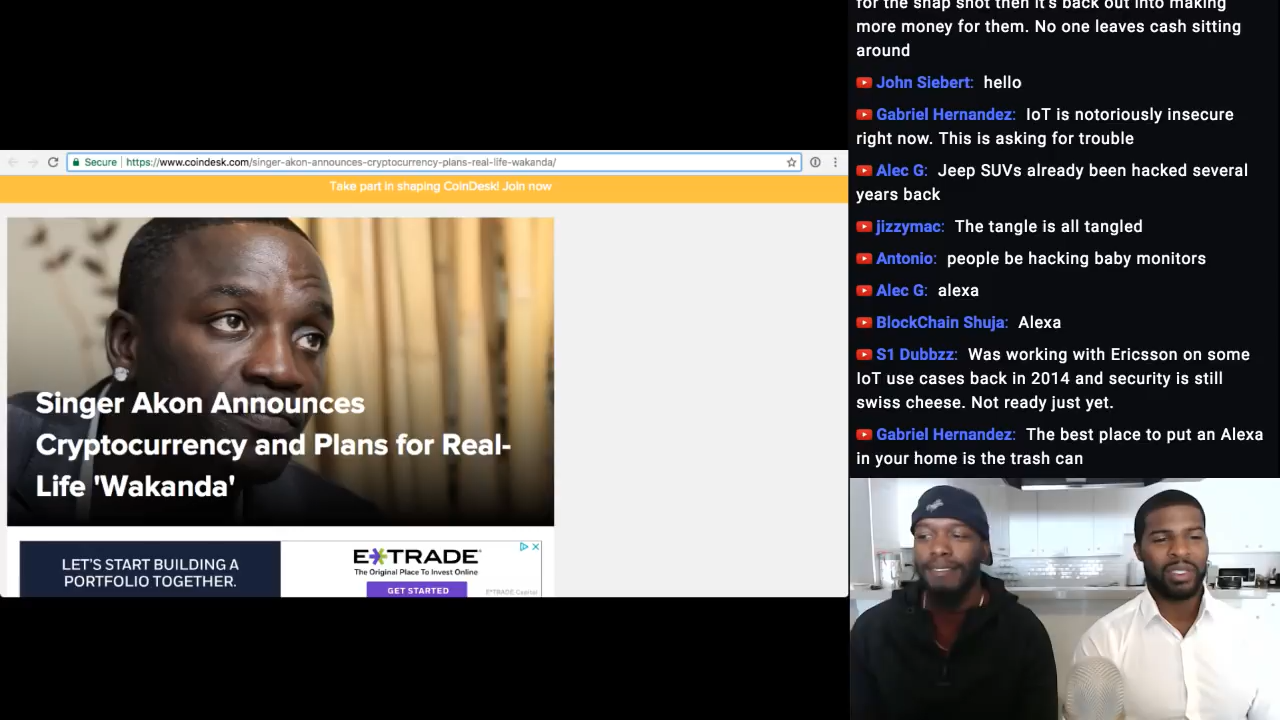 Secure
https://www.coindesk.com/singer-akon-announces-cryptocurrency-plans-real-life-wakanda/
Take part in shaping CoinDesk! Join now
Singer Akon Announces
Cryptocurrency and Plans for Real-
Life 'Wakanda'
LET'S START BUILDING A
PORTFOLIO TOGETHER.
E*TRADE
The Original Place To Invest Online
GET STARTED
E*TRADE Capital
for the snap shot then it's back out into making
more money for them. No one leaves cash sitting
around
John Siebert: hello
Gabriel Hernandez: IoT is notoriously insecure
right now. This is asking for trouble
Alec G: Jeep SUVs already been hacked several
years back
jizzymac: The tangle is all tangled
Antonio: people be hacking baby monitors
Alec G: alexa
BlockChain Shuja: Alexa
S1 Dubbzz: Was working with Ericsson on some
IoT use cases back in 2014 and security is still
swiss cheese. Not ready just yet.
Gabriel Hernandez: The best place to put an Alexa
in your home is the trash can